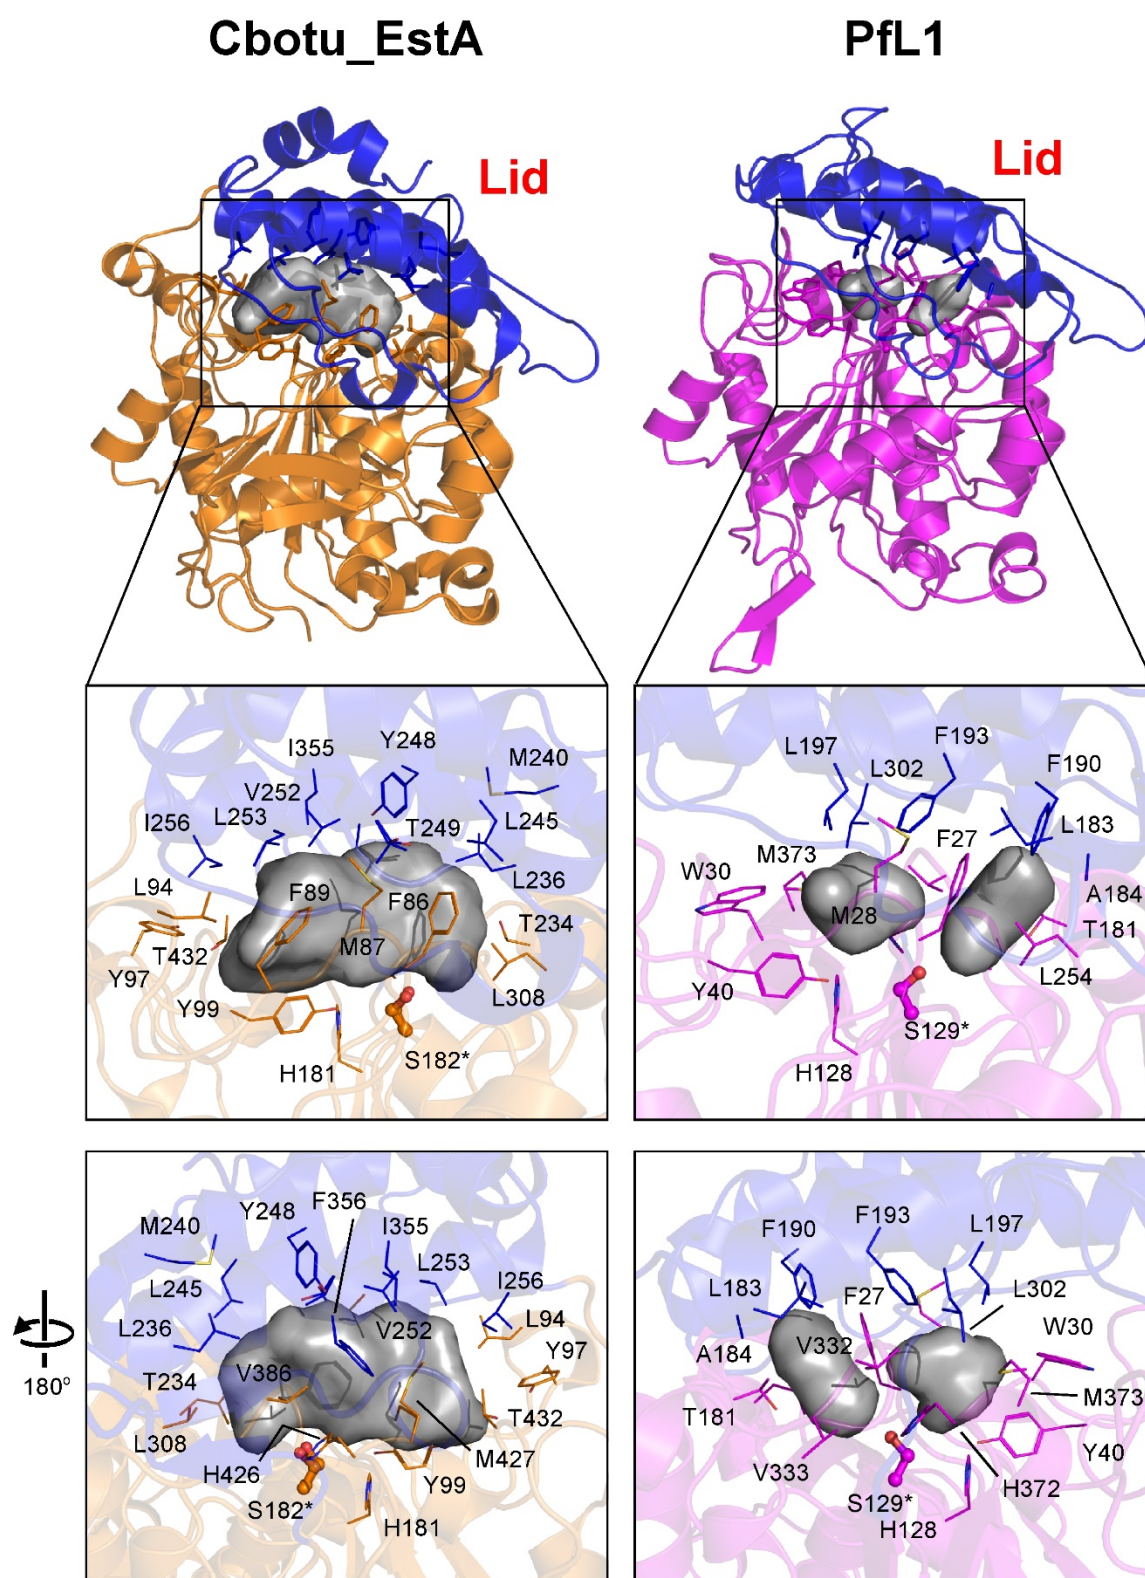 Cbotu_EstA
PfL1
Lid
Lid
Y248
I355
M240
V252
L253
T249
L245
I256
L236
L94
F89
F86
T234
M87
T432
Y97
Y99
L308
S182*
H181
F193
L197
L302
F190
F27
L183
M373
W30
A184
M28
T181
Y40
L254
S129*
H128
F356
Y248
I355
M240
L253
L245
I256
L236
V252
L94
Y97
V386
T234
T432
L308
M427
H426
Y99
S182*
H181
180°
F193
F190
L197
L183
F27
L302
W30
V332
A184
M373
T181
Y40
V333
H372
S129*
H128